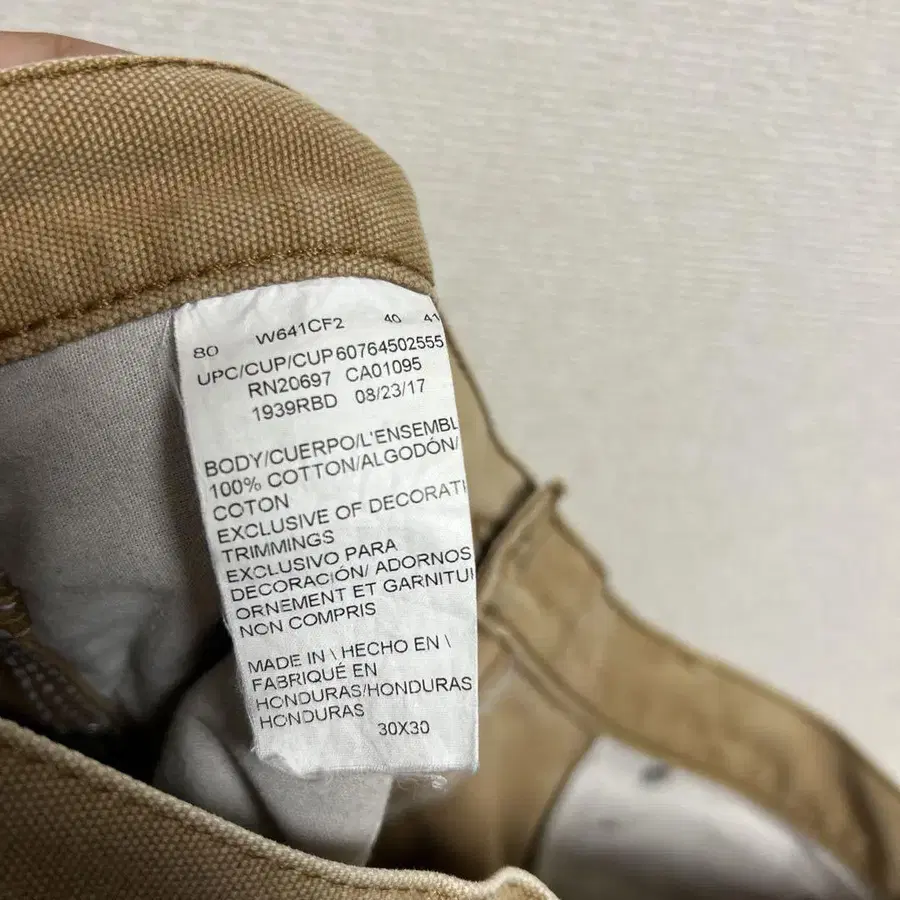 80 W641CF2 40 41
UPC/CUP/CUP 60764502555
RN20697 CA01095
1939RBD 08/23/17
BODY/CUERPO/L'ENSEMBL
100% COTTON/ALGODÓN/
COTON
EXCLUSIVE OF DECORATI
TRIMMINGS
EXCLUSIVO PARA
DECORACIÓN/ ADORNOS
ORNEMENT ET GARNITU
NON COMPRIS
MADE IN \ HECHO EN \
FABRIQUÉ EN
HONDURAS/HONDURAS
HONDURAS
30X30